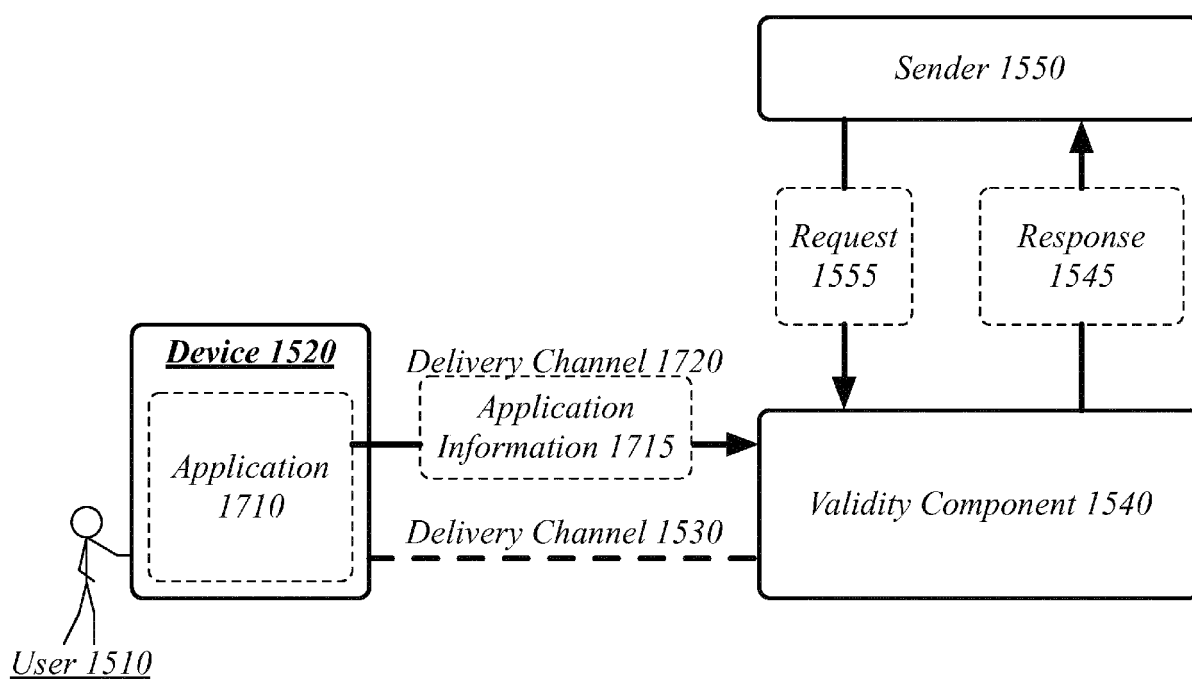 Sender 1550
Request
1555
Response
1545
Device 1520
Delivery Channel 1720
Application
Information 1715
Application
1710
Validity Component 1540
Delivery Channel 1530
User 1510